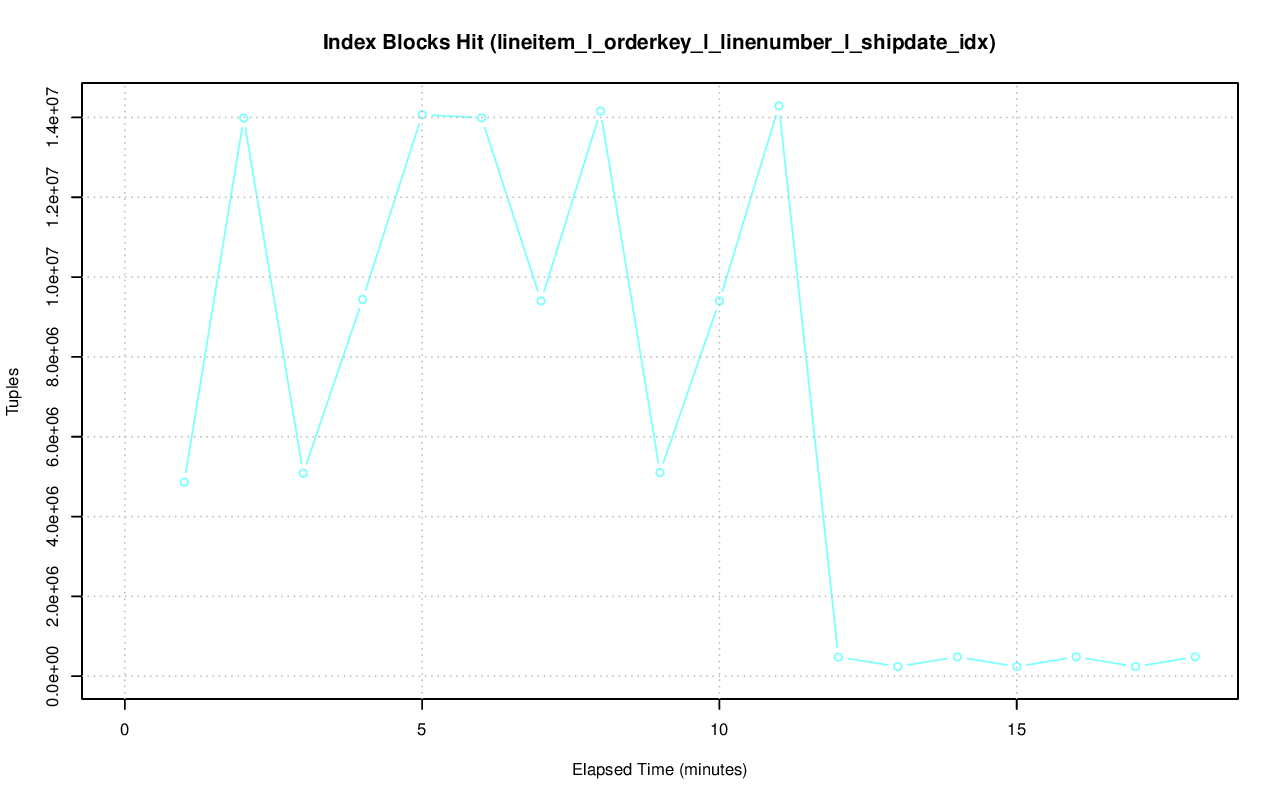 Index Blocks Hit (lineitem_l_orderkey_l_linenumber_l_shipdate_idx)
Tuples
1.4e+07
1.2e+07
1.0e+07
8.0e+06
6.0e+06
4.0e+06
2.0e+06
0.0e+00
0 5 10 15
Elapsed Time (minutes)